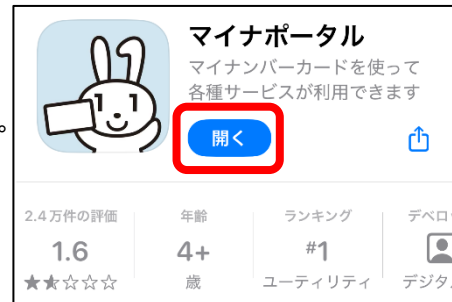 マイナポータル
マイナンバーカードを使って
各種サービスが利用できます
。
開く
2.4万件の評価
年齢
ランキング
デベロ
1.6
4+
#1
★★☆☆☆
歳
ユーティリティ
デジタ